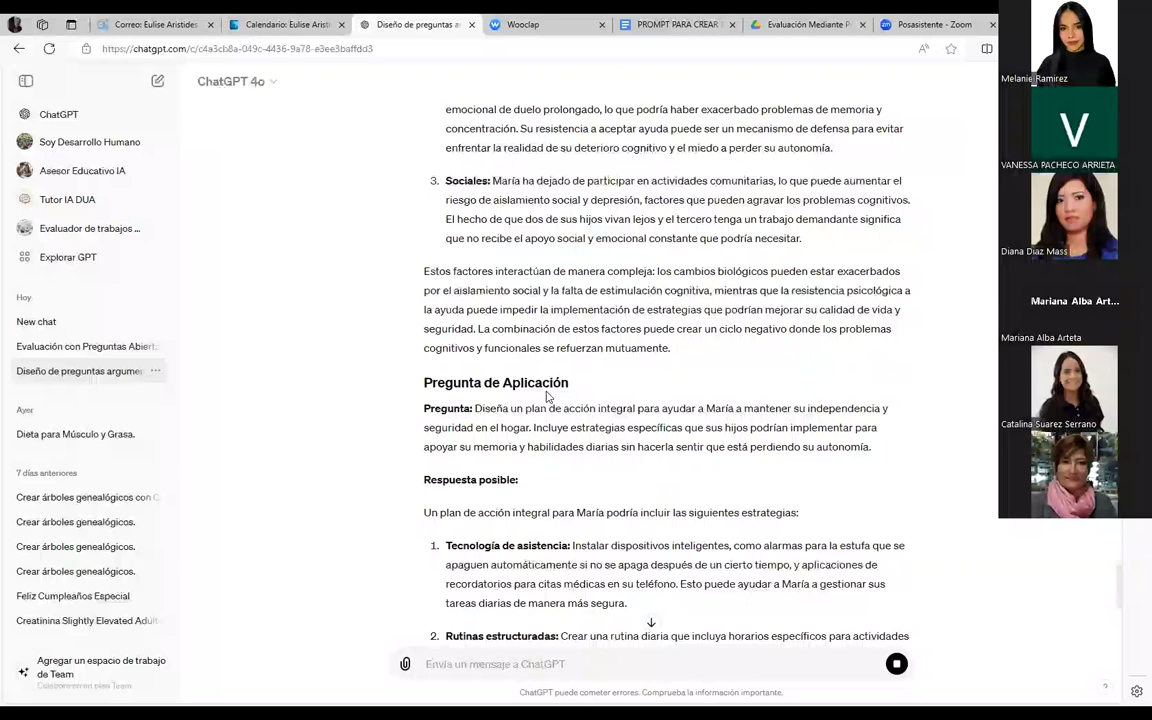 Correo: Eulise Aristides
Calendario: Eulise Aristi
Diseño de preguntas a
Wooclap
PROMPT PARA CREAR
Evaluación Mediante P
Posasistente - Zoom
https://chatgpt.com/c/c4a3cb8a-049c-4436-9a78-e3ee3baffdd3
ChatGPT 4o
ChatGPT
Soy Desarrollo Humano
Asesor Educativo IA
Tutor IA DUA
Evaluador de trabajos ...
Explorar GPT
Hoy
New chat
Evaluación con Preguntas Abiert
Diseño de preguntas argume
Ayer
Dieta para Músculo y Grasa.
7 días anteriores
Crear árboles genealógicos con C
Crear árboles genealógicos.
Crear árboles genealógicos.
Crear árboles genealógicos.
Feliz Cumpleaños Especial
Creatinina Slightly Elevated Adult
Agregar un espacio de trabajo
de Team
emocional de duelo prolongado, lo que podría haber exacerbado problemas de memoria y
concentración. Su resistencia a aceptar ayuda puede ser un mecanismo de defensa para evitar
enfrentar la realidad de su deterioro cognitivo y el miedo a perder su autonomía.
3. Sociales: María ha dejado de participar en actividades comunitarias, lo que puede aumentar el
riesgo de aislamiento social y depresión, factores que pueden agravar los problemas cognitivos.
El hecho de que dos de sus hijos vivan lejos y el tercero tenga un trabajo demandante significa
que no recibe el apoyo social y emocional constante que podría necesitar.
Estos factores interactúan de manera compleja: los cambios biológicos pueden estar exacerbados
por el aislamiento social y la falta de estimulación cognitiva, mientras que la resistencia psicológica a
la ayuda puede impedir la implementación de estrategias que podrían mejorar su calidad de vida y
seguridad. La combinación de estos factores puede crear un ciclo negativo donde los problemas
cognitivos y funcionales se refuerzan mutuamente.
Pregunta de Aplicación
Pregunta: Diseña un plan de acción integral para ayudar a María a mantener su independencia y
seguridad en el hogar. Incluye estrategias específicas que sus hijos podrían implementar para
apoyar su memoria y habilidades diarias sin hacerla sentir que está perdiendo su autonomía.
Respuesta posible:
Un plan de acción integral para María podría incluir las siguientes estrategias:
1. Tecnología de asistencia: Instalar dispositivos inteligentes, como alarmas para la estufa que se
apaguen automáticamente si no se apaga después de un cierto tiempo, y aplicaciones de
recordatorios para citas médicas en su teléfono. Esto puede ayudar a María a gestionar sus
tareas diarias de manera más segura.
2. Rutinas estructuradas: Crear una rutina diaria que incluya horarios específicos para actividades
Envía un mensaje a ChatGPT
ChatGPT puede cometer errores. Comprueba la información importante.
?
Melanie Ramirez
V
VANESSA PACHECO ARRIETA
Diana Diaz Mass
Mariana Alba Art...
Mariana Alba Arteta
Catalina Suarez Serrano